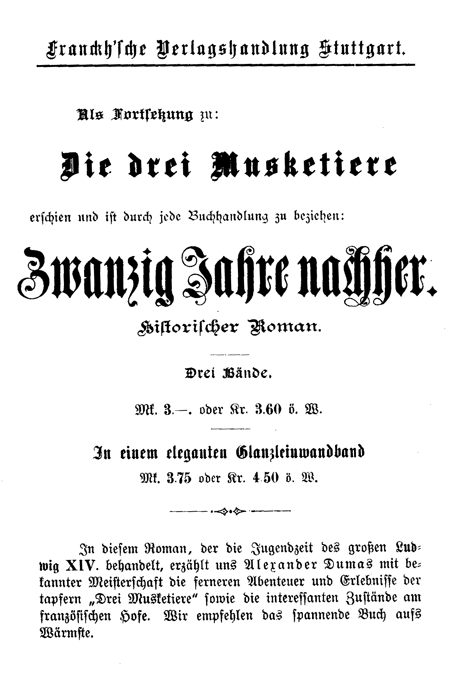 Franckh'sche Verlagshandlung Stuttgart.
Als Fortsetzung zu:
Die drei Musketiere
erschien und ist durch jede Buchhandlung zu beziehen:
Zwanzig Jahre nachher.
Historischer Roman.
Drei Bände.
Mk. 3.—. oder Kr. 3.60 ö. W.
In einem eleganten Glanzleinwandband
Mk. 3.75 oder Kr. 4.50 ö. W.
In diesem Roman, der die Jugendzeit des großen Lud-
wig XIV. behandelt, erzählt uns Alexander Dumas mit be-
kannter Meisterschaft die ferneren Abenteuer und Erlebnisse der
tapfern „Drei Musketiere" sowie die interessanten Zustände am
französischen Hofe. Wir empfehlen das spannende Buch aufs
Wärmste.